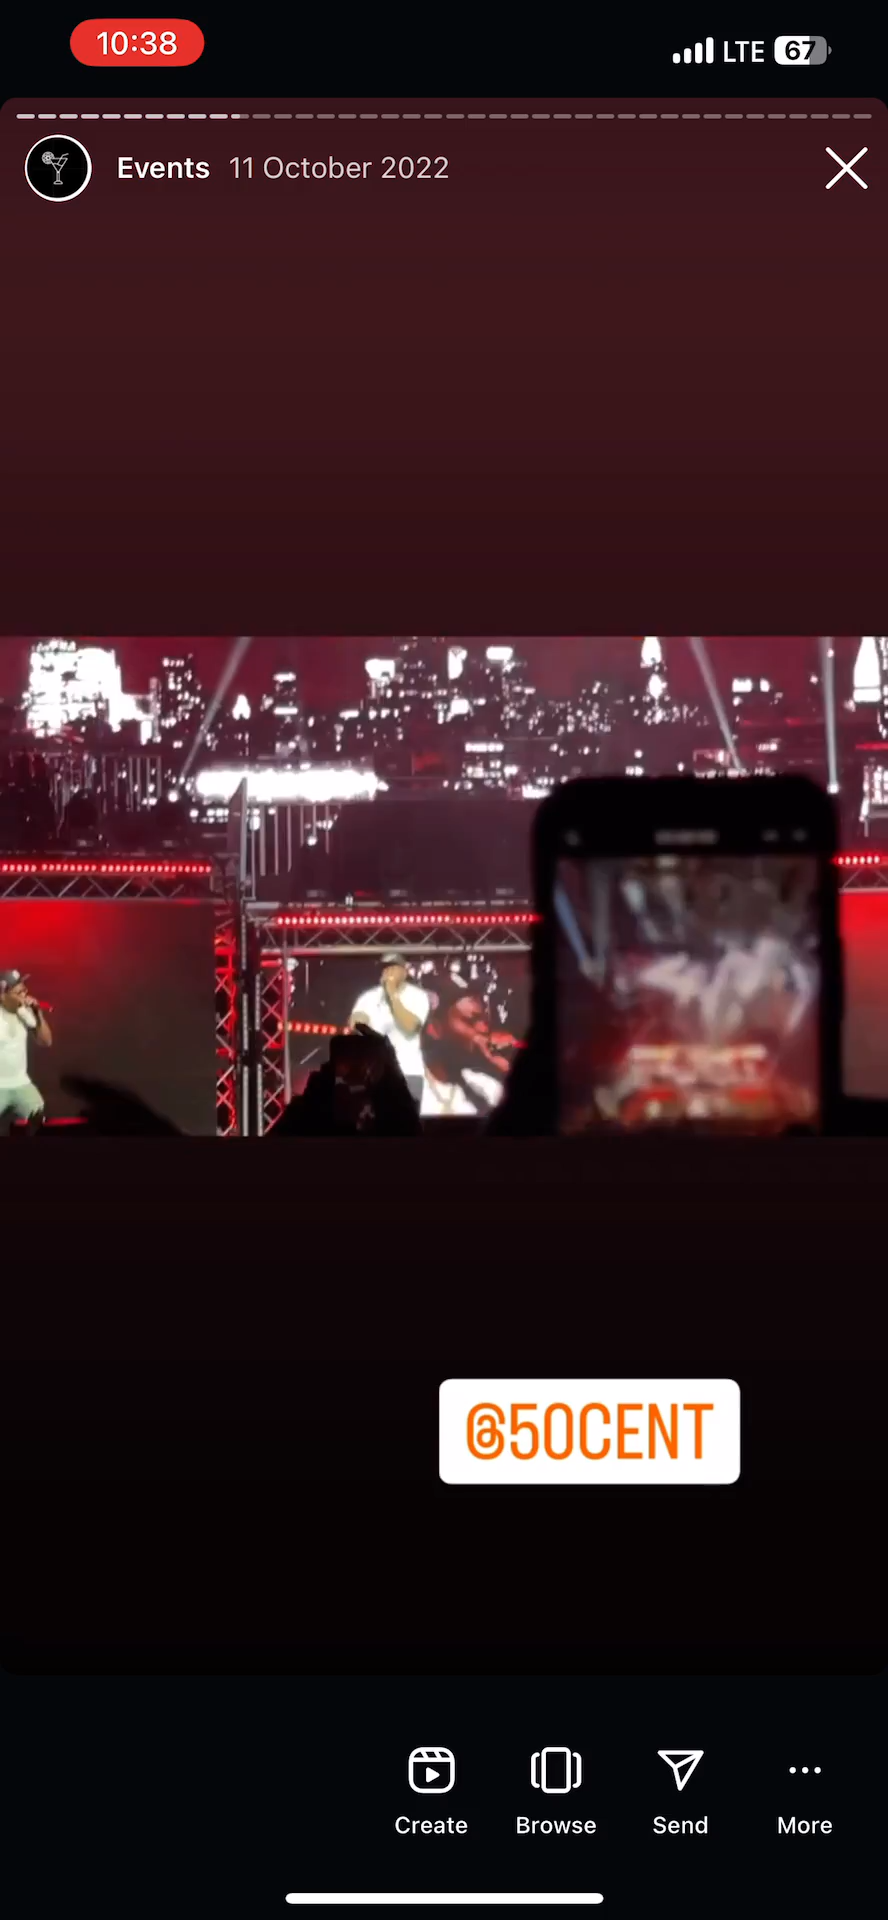 10:38
LTE 67
Events 11 October 2022
@50CENT
Create Browse Send More